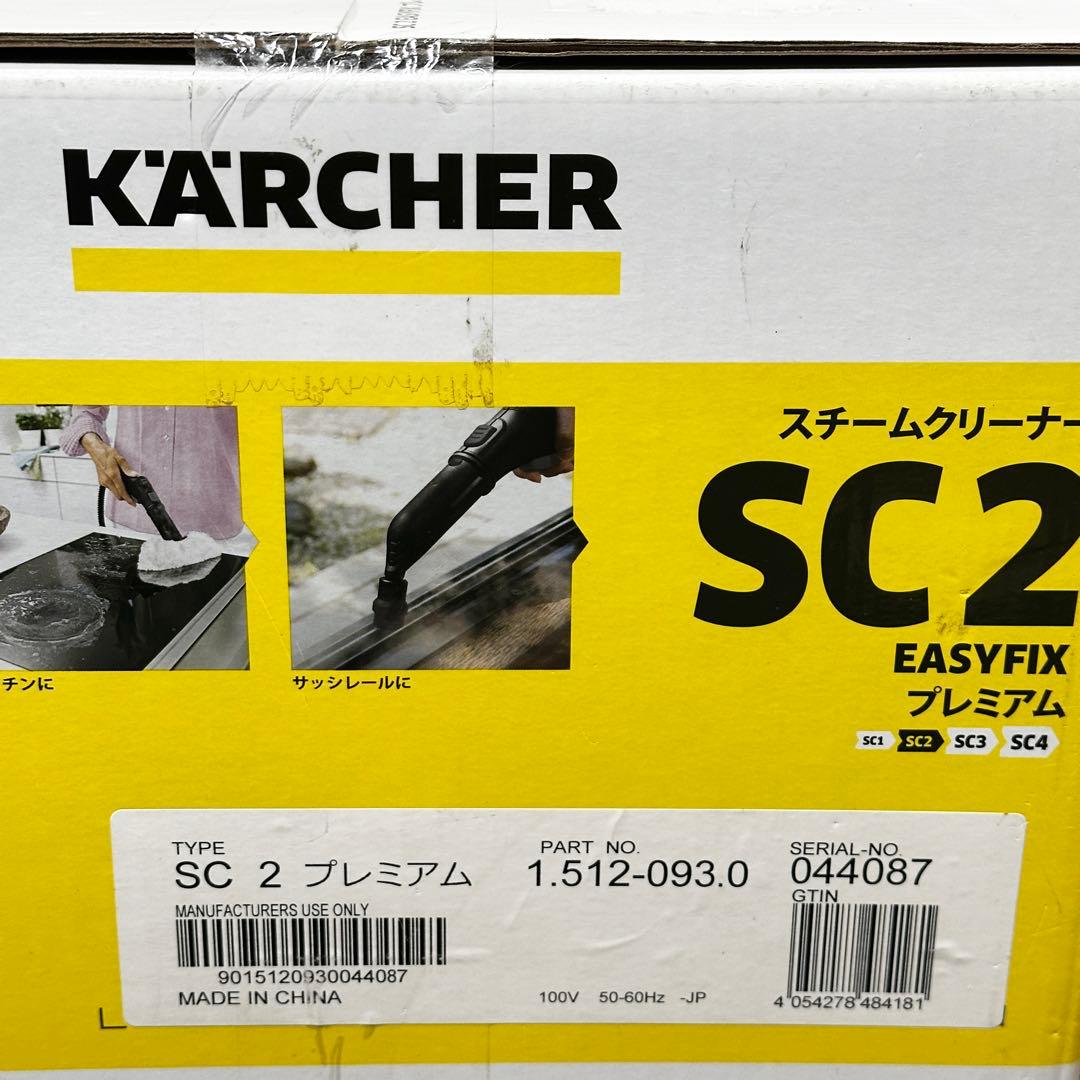 KÄRCHER
スチームクリーナー
SC2
EASYFIX
プレミアム
SC1 SC2 SC3 SC4
チンに
サッシレールに
TYPE
SC 2 プレミアム
PART NO.
1.512-093.0
SERIAL-NO.
044087
GTIN
MANUFACTURERS USE ONLY
9015120930044087
MADE IN CHINA
100V 50-60Hz -JP
4 054278 484181